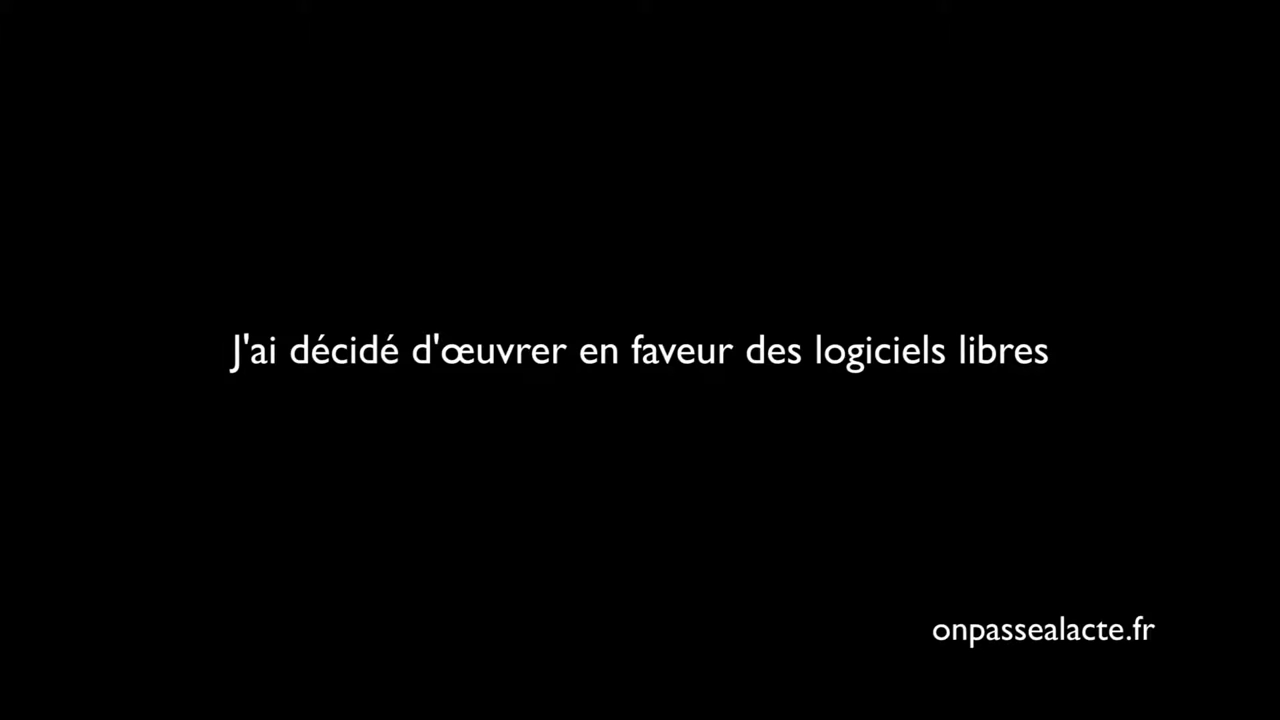 J'ai décidé d'œuvrer en faveur des logiciels libres
onpassealacte.fr